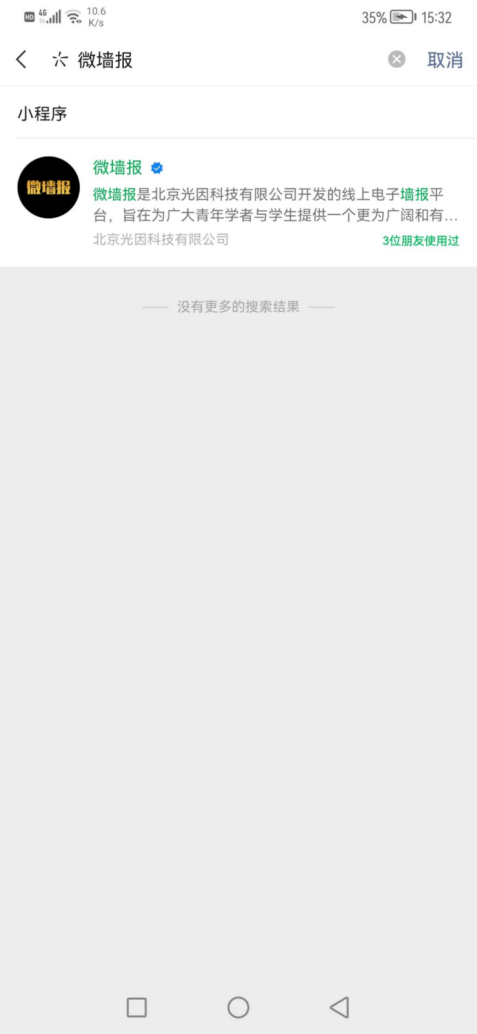 HD 4G 10.6 K/s 35% 15:32
微墙报 取消
小程序
微墙报
微墙报
微墙报是北京光因科技有限公司开发的线上电子墙报平
台，旨在为广大青年学者与学生提供一个更为广阔和有…
北京光因科技有限公司 3位朋友使用过
没有更多的搜索结果